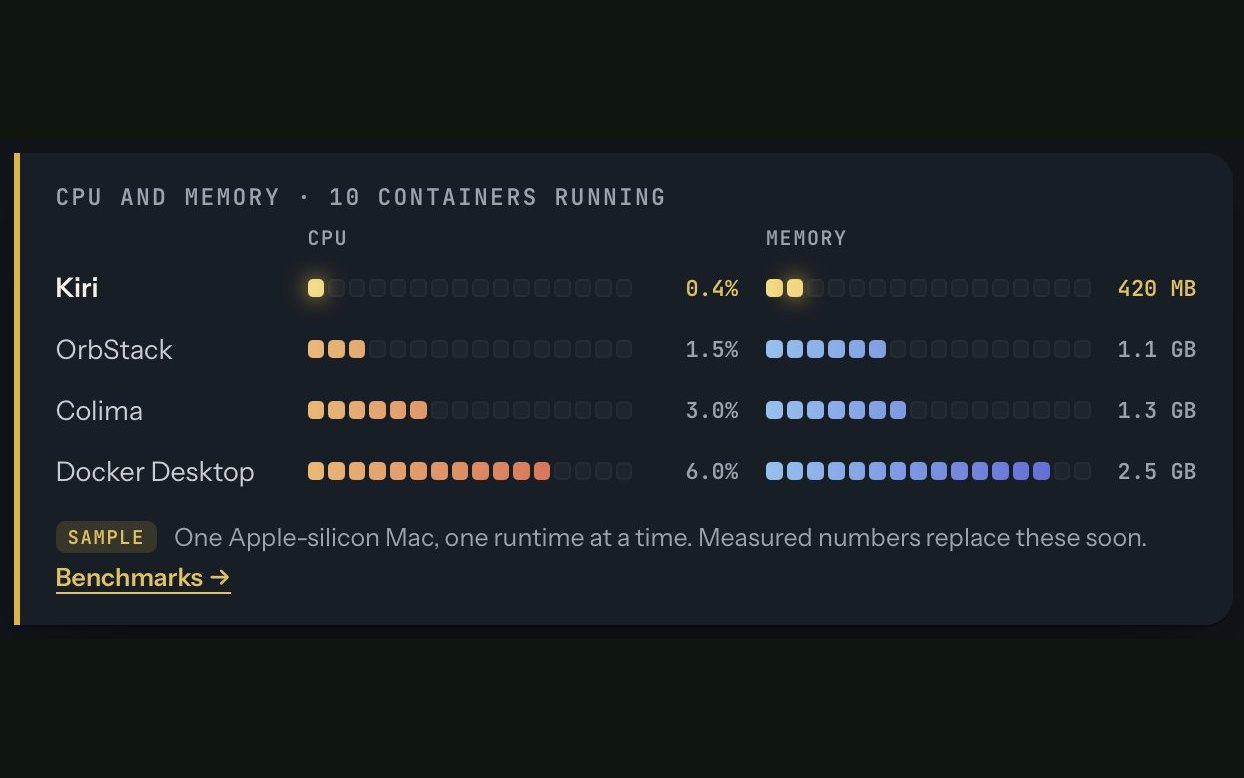 CPU AND MEMORY · 10 CONTAINERS RUNNING
CPU MEMORY
Kiri 0.4% 420 MB
OrbStack 1.5% 1.1 GB
Colima 3.0% 1.3 GB
Docker Desktop 6.0% 2.5 GB
SAMPLE One Apple-silicon Mac, one runtime at a time. Measured numbers replace these soon.
Benchmarks →